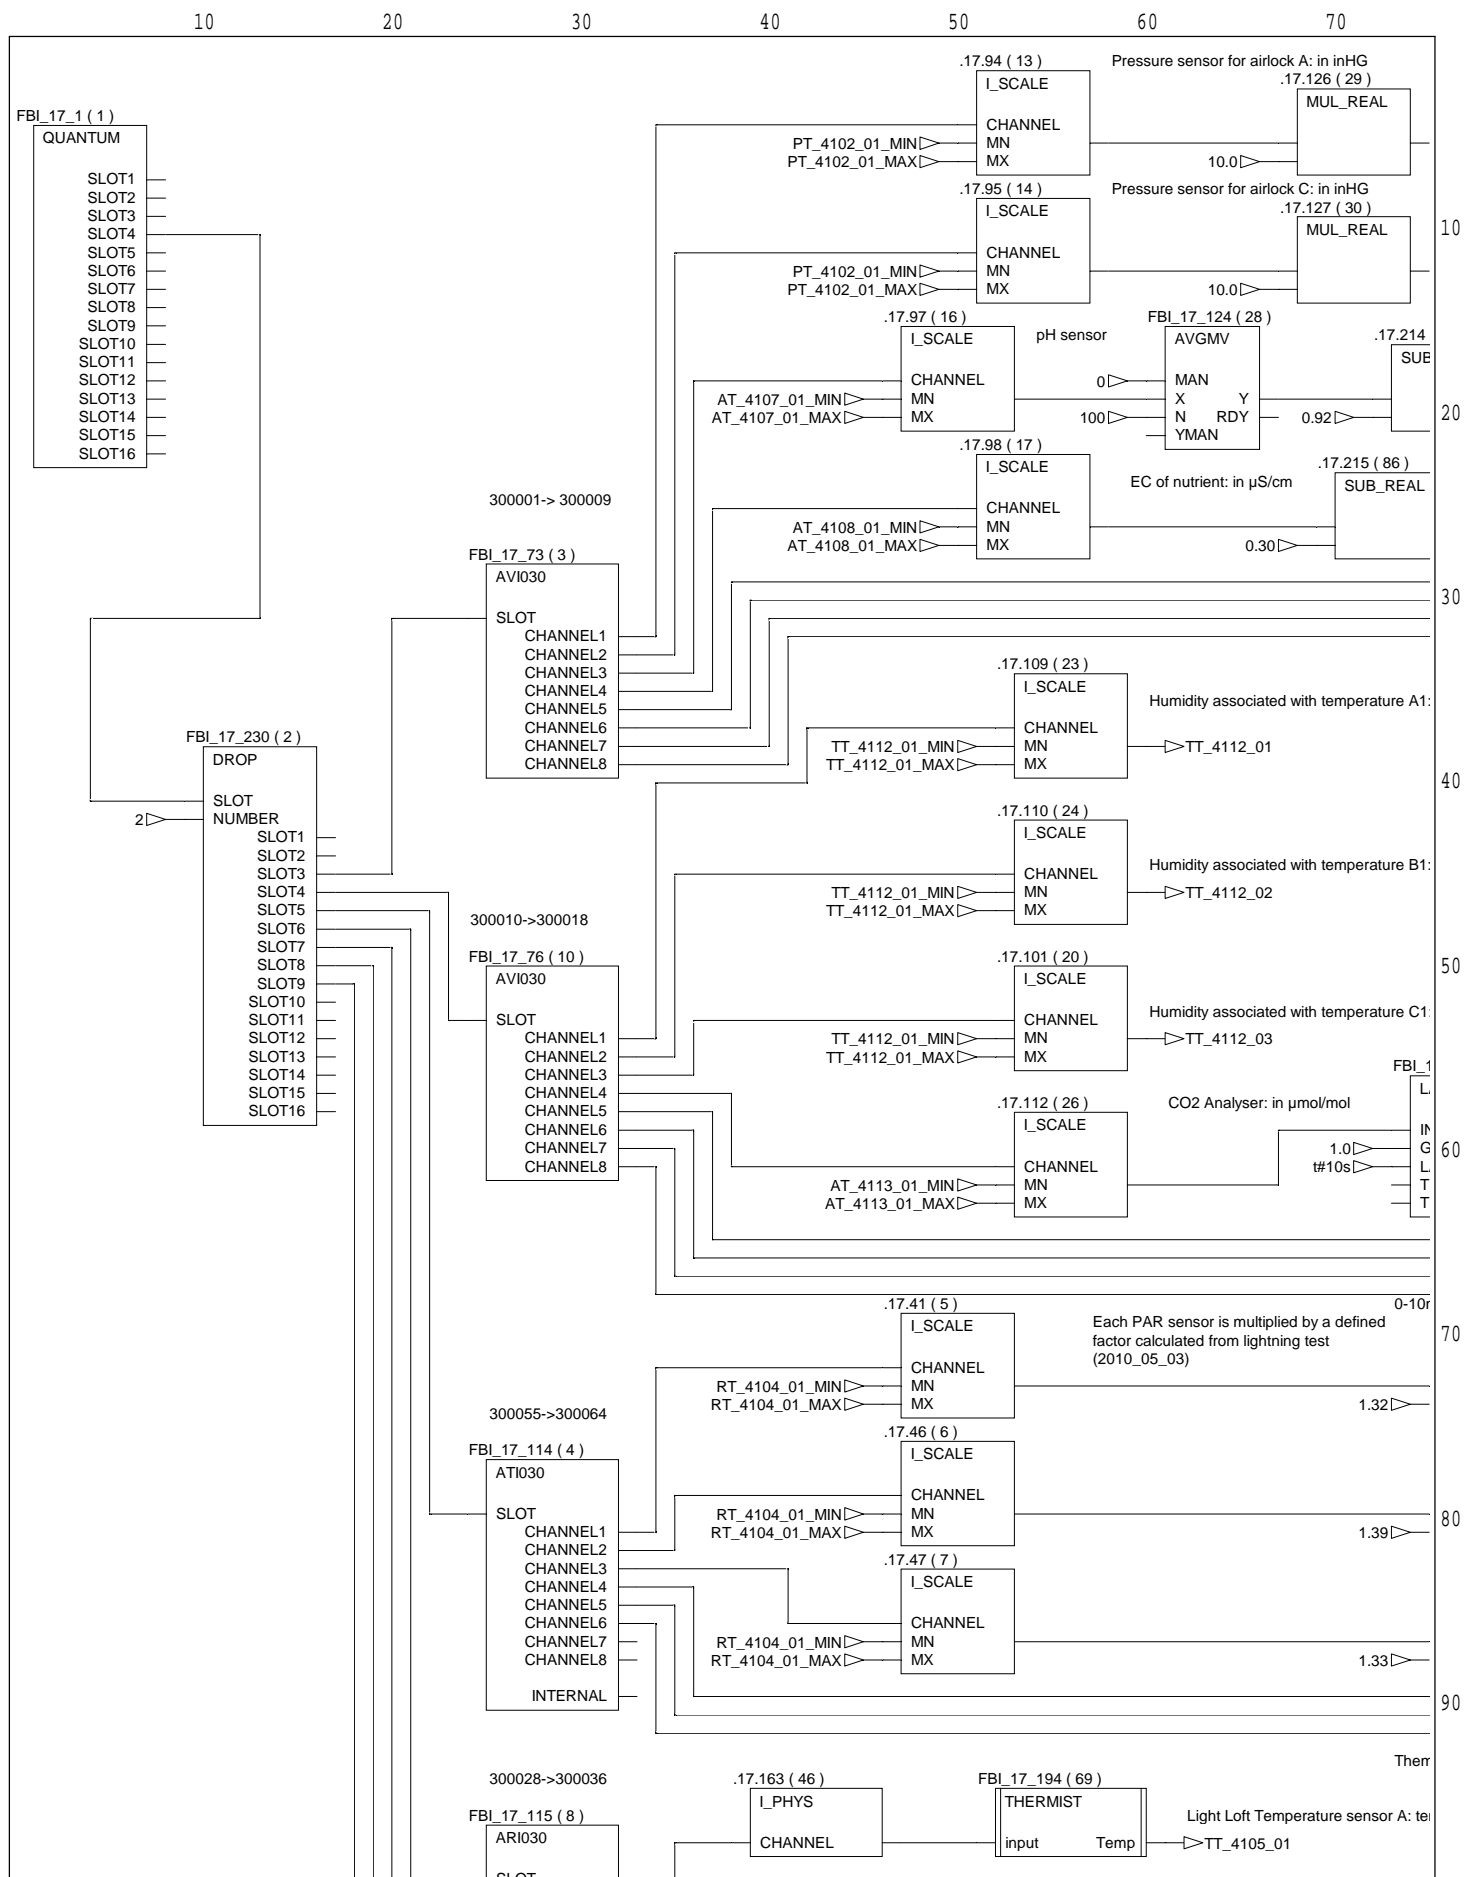 10 20 30 40 50 60 70
.17.94 ( 13 )
Pressure sensor for airlock A: in inHG
I_SCALE
CHANNEL
PT_4102_01_MIN MN
PT_4102_01_MAX MX
.17.126 ( 29 )
MUL_REAL
10.0
FBI_17_1 ( 1 )
QUANTUM
SLOT1
SLOT2
SLOT3
SLOT4
SLOT5
SLOT6
SLOT7
SLOT8
SLOT9
SLOT10
SLOT11
SLOT12
SLOT13
SLOT14
SLOT15
SLOT16
.17.95 ( 14 )
Pressure sensor for airlock C: in inHG
I_SCALE
CHANNEL
PT_4102_01_MIN MN
PT_4102_01_MAX MX
.17.127 ( 30 )
MUL_REAL
10.0
10
.17.97 ( 16 )
pH sensor
I_SCALE
CHANNEL
AT_4107_01_MIN MN
AT_4107_01_MAX MX
FBI_17_124 ( 28 )
AVGMV
0 MAN
X Y
100 N RDY
YMAN
.17.214
SUB
0.92
20
.17.98 ( 17 )
EC of nutrient: in µS/cm
I_SCALE
CHANNEL
AT_4108_01_MIN MN
AT_4108_01_MAX MX
.17.215 ( 86 )
SUB_REAL
0.30
300001-> 300009
FBI_17_73 ( 3 )
AVI030
SLOT
CHANNEL1
CHANNEL2
CHANNEL3
CHANNEL4
CHANNEL5
CHANNEL6
CHANNEL7
CHANNEL8
30
.17.109 ( 23 )
I_SCALE
Humidity associated with temperature A1:
CHANNEL
TT_4112_01_MIN MN TT_4112_01
TT_4112_01_MAX MX
40
FBI_17_230 ( 2 )
DROP
SLOT
2 NUMBER
SLOT1
SLOT2
SLOT3
SLOT4
SLOT5
SLOT6
SLOT7
SLOT8
SLOT9
SLOT10
SLOT11
SLOT12
SLOT13
SLOT14
SLOT15
SLOT16
.17.110 ( 24 )
I_SCALE
Humidity associated with temperature B1:
CHANNEL
TT_4112_01_MIN MN TT_4112_02
TT_4112_01_MAX MX
300010->300018
FBI_17_76 ( 10 )
AVI030
SLOT
CHANNEL1
CHANNEL2
CHANNEL3
CHANNEL4
CHANNEL5
CHANNEL6
CHANNEL7
CHANNEL8
50
.17.101 ( 20 )
I_SCALE
Humidity associated with temperature C1:
CHANNEL
TT_4112_01_MIN MN TT_4112_03
TT_4112_01_MAX MX
.17.112 ( 26 )
CO2 Analyser: in µmol/mol
I_SCALE
CHANNEL
AT_4113_01_MIN MN
AT_4113_01_MAX MX
FBI_1
IN
1.0 G
t#10s L
T
T
60
0-10
.17.41 ( 5 )
I_SCALE
Each PAR sensor is multiplied by a defined
factor calculated from lightning test
(2010_05_03)
CHANNEL
RT_4104_01_MIN MN
RT_4104_01_MAX MX
1.32
70
300055->300064
FBI_17_114 ( 4 )
ATI030
SLOT
CHANNEL1
CHANNEL2
CHANNEL3
CHANNEL4
CHANNEL5
CHANNEL6
CHANNEL7
CHANNEL8
INTERNAL
.17.46 ( 6 )
I_SCALE
CHANNEL
RT_4104_01_MIN MN
RT_4104_01_MAX MX
1.39
80
.17.47 ( 7 )
I_SCALE
CHANNEL
RT_4104_01_MIN MN
RT_4104_01_MAX MX
1.33
90
300028->300036
FBI_17_115 ( 8 )
ARI030
.17.163 ( 46 )
I_PHYS
CHANNEL
FBI_17_194 ( 69 )
THERMIST
input Temp
Light Loft Temperature sensor A:
TT_4105_01